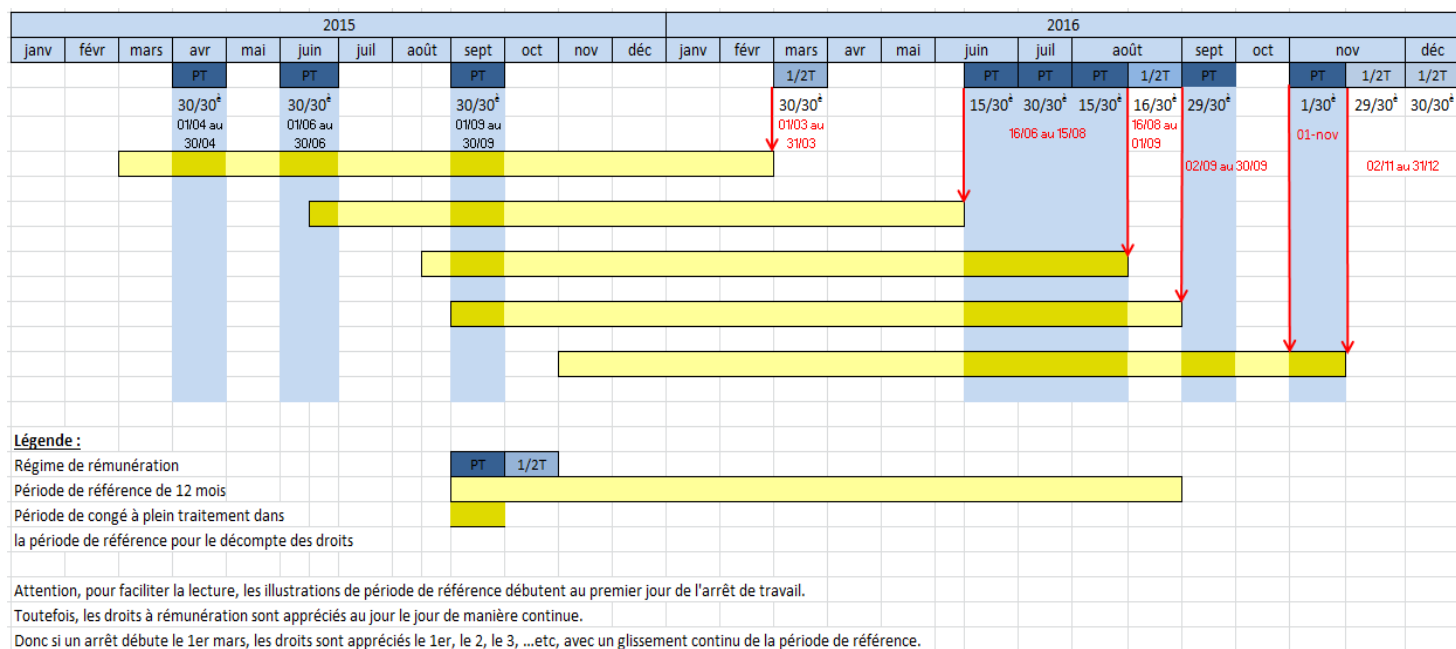 2015 2016
janv févr mars avr mai juin juil août sept oct nov déc janv févr mars avr mai juin juil août sept oct nov déc
PT PT PT 1/2T PT PT PT 1/2T PT PT 1/2T 1/2T
30/30è 30/30è 30/30è 30/30è 15/30è 30/30è 15/30è 16/30è 29/30è 1/30è 29/30è 30/30è
01/04 au 01/06 au 01/09 au 01/03 au 16/06 au 15/08 16/08 au 01-nov
30/04 30/06 30/09 31/03 01/09
02/09 au 30/09 02/11 au 31/12
Légende :
Régime de rémunération PT 1/2T
Période de référence de 12 mois
Période de congé à plein traitement dans
la période de référence pour le décompte des droits
Attention, pour faciliter la lecture, les illustrations de période de référence débutent au premier jour de l'arrêt de travail.
Toutefois, les droits à rémunération sont appréciés au jour le jour de manière continue.
Donc si un arrêt débute le 1er mars, les droits sont appréciés le 1er, le 2, le 3, ...etc, avec un glissement continu de la période de référence.